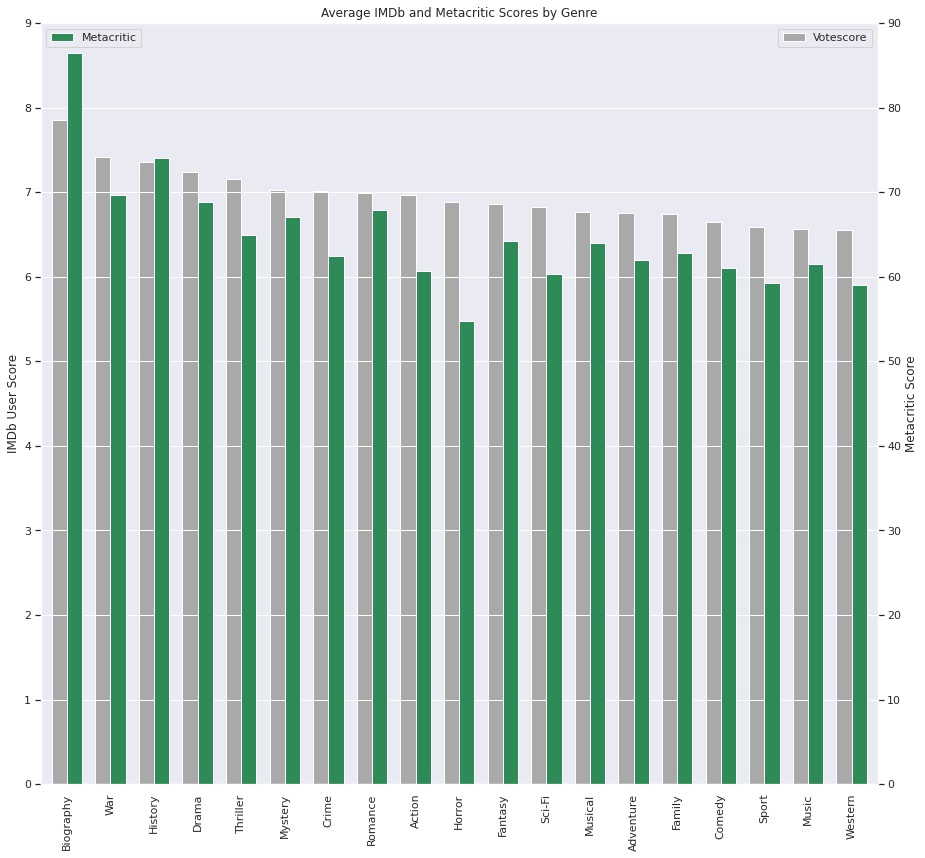 Average IMDb and Metacritic Scores by Genre
Metacritic
Votescore
IMDb User Score
9
8
7
6
5
4
3
2
1
0
90
80
70
60
50
40
30
20
10
0
Metacritic Score
Biography
War
History
Drama
Thriller
Mystery
Crime
Romance
Action
Horror
Fantasy
Sci-Fi
Musical
Adventure
Family
Comedy
Sport
Music
Western